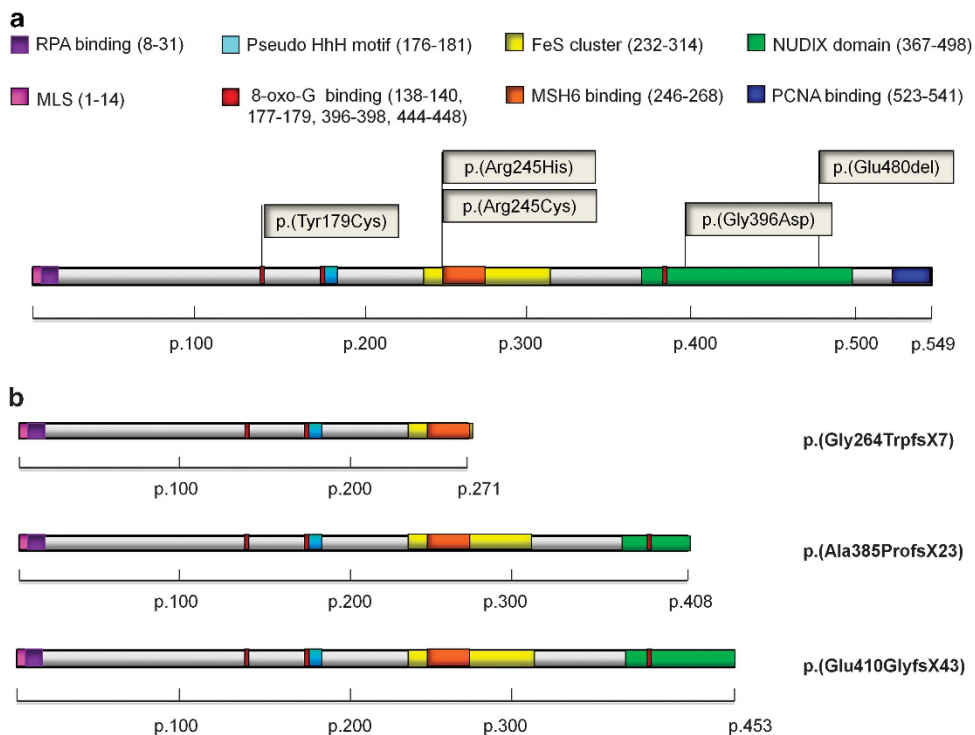 a
RPA binding (8-31)
Pseudo HhH motif (176-181)
FeS cluster (232-314)
NUDIX domain (367-498)
MLS (1-14)
8-oxo-G binding (138-140,
177-179, 396-398, 444-448)
MSH6 binding (246-268)
PCNA binding (523-541)
p.(Arg245His)
p.(Glu480del)
p.(Tyr179Cys)
p.(Arg245Cys)
p.(Gly396Asp)
p.100
p.200
p.300
p.400
p.500
p.549
b
p.(Gly264TrpfsX7)
p.100
p.200
p.271
p.(Ala385ProfsX23)
p.100
p.200
p.300
p.408
p.(Glu410GlyfsX43)
p.100
p.200
p.300
p.453